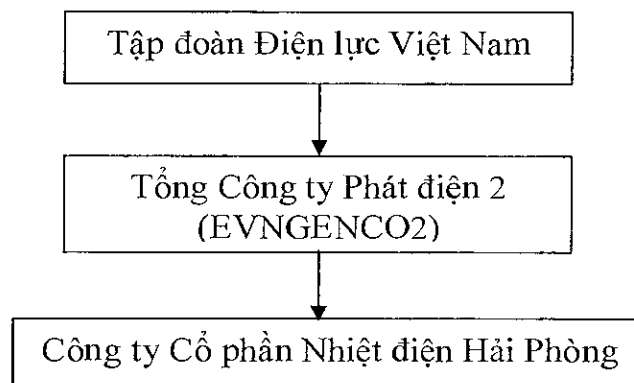 Tập đoàn Điện lực Việt Nam
Tổng Công ty Phát điện 2
(EVNGENCO2)
Công ty Cổ phần Nhiệt điện Hải Phòng